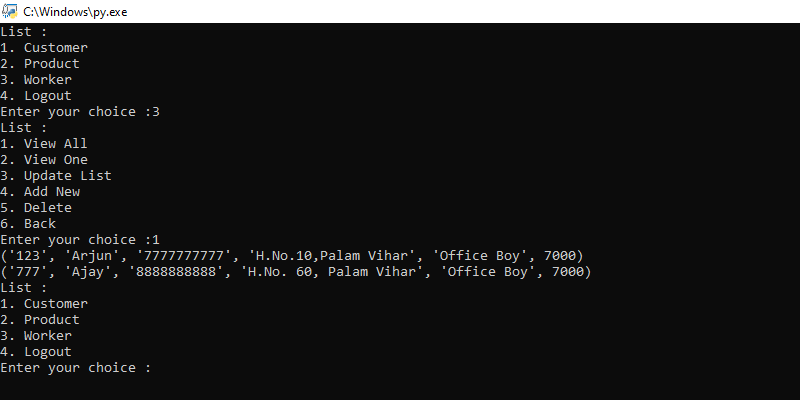 C:\Windows\py.exe
List :
1. Customer
2. Product
3. Worker
4. Logout
Enter your choice :3
List :
1. View All
2. View One
3. Update List
4. Add New
5. Delete
6. Back
Enter your choice :1
('123', 'Arjun', '7777777777', 'H.No.10,Palam Vihar', 'Office Boy', 7000)
('777', 'Ajay', '8888888888', 'H.No. 60, Palam Vihar', 'Office Boy', 7000)
List :
1. Customer
2. Product
3. Worker
4. Logout
Enter your choice :